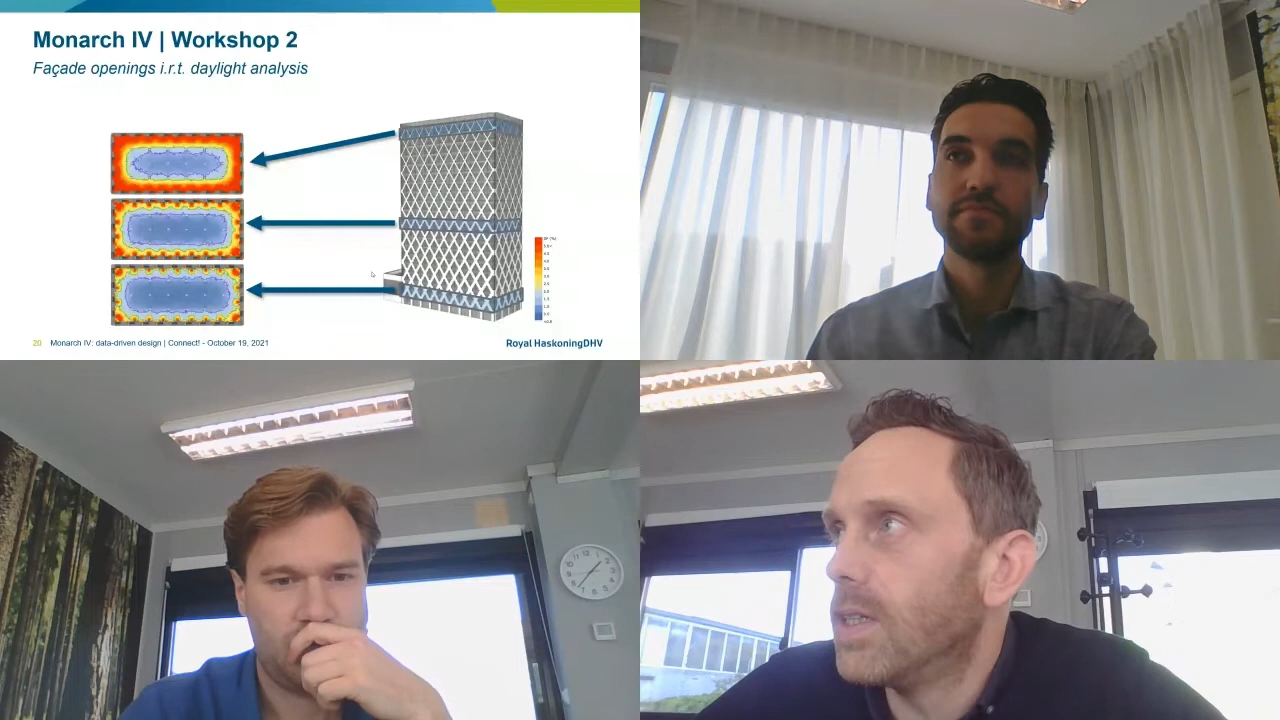 Monarch IV | Workshop 2
Façade openings i.r.t. daylight analysis
DF (%)
20 Monarch IV: data-driven design | Connect! - October 19, 2021
Royal HaskoningDHV